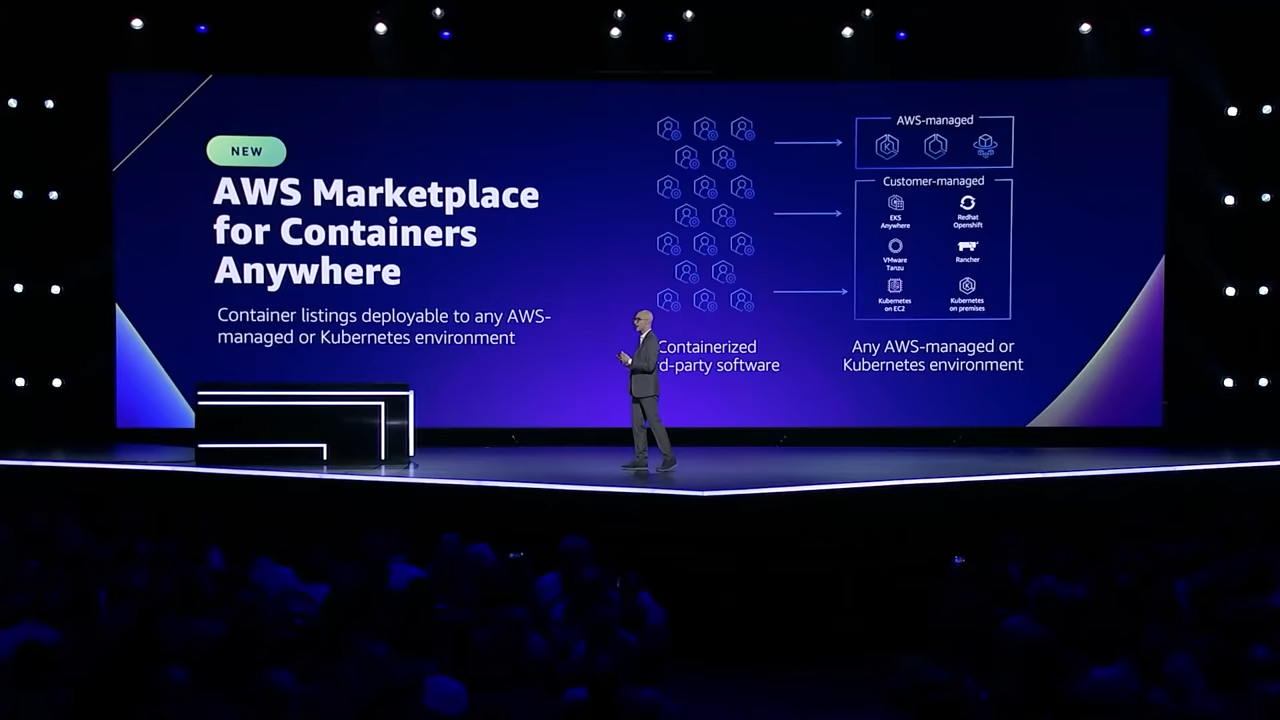 NEW
AWS Marketplace
for Containers
Anywhere
Container listings deployable to any AWS-
managed or Kubernetes environment
Containerized
d-party software
AWS-managed
Customer-managed
EKS
Anywhere
Redhat
Openshift
VMware
Tanzu
Rancher
Kubernetes
on EC2
Kubernetes
on premises
Any AWS-managed or
Kubernetes environment